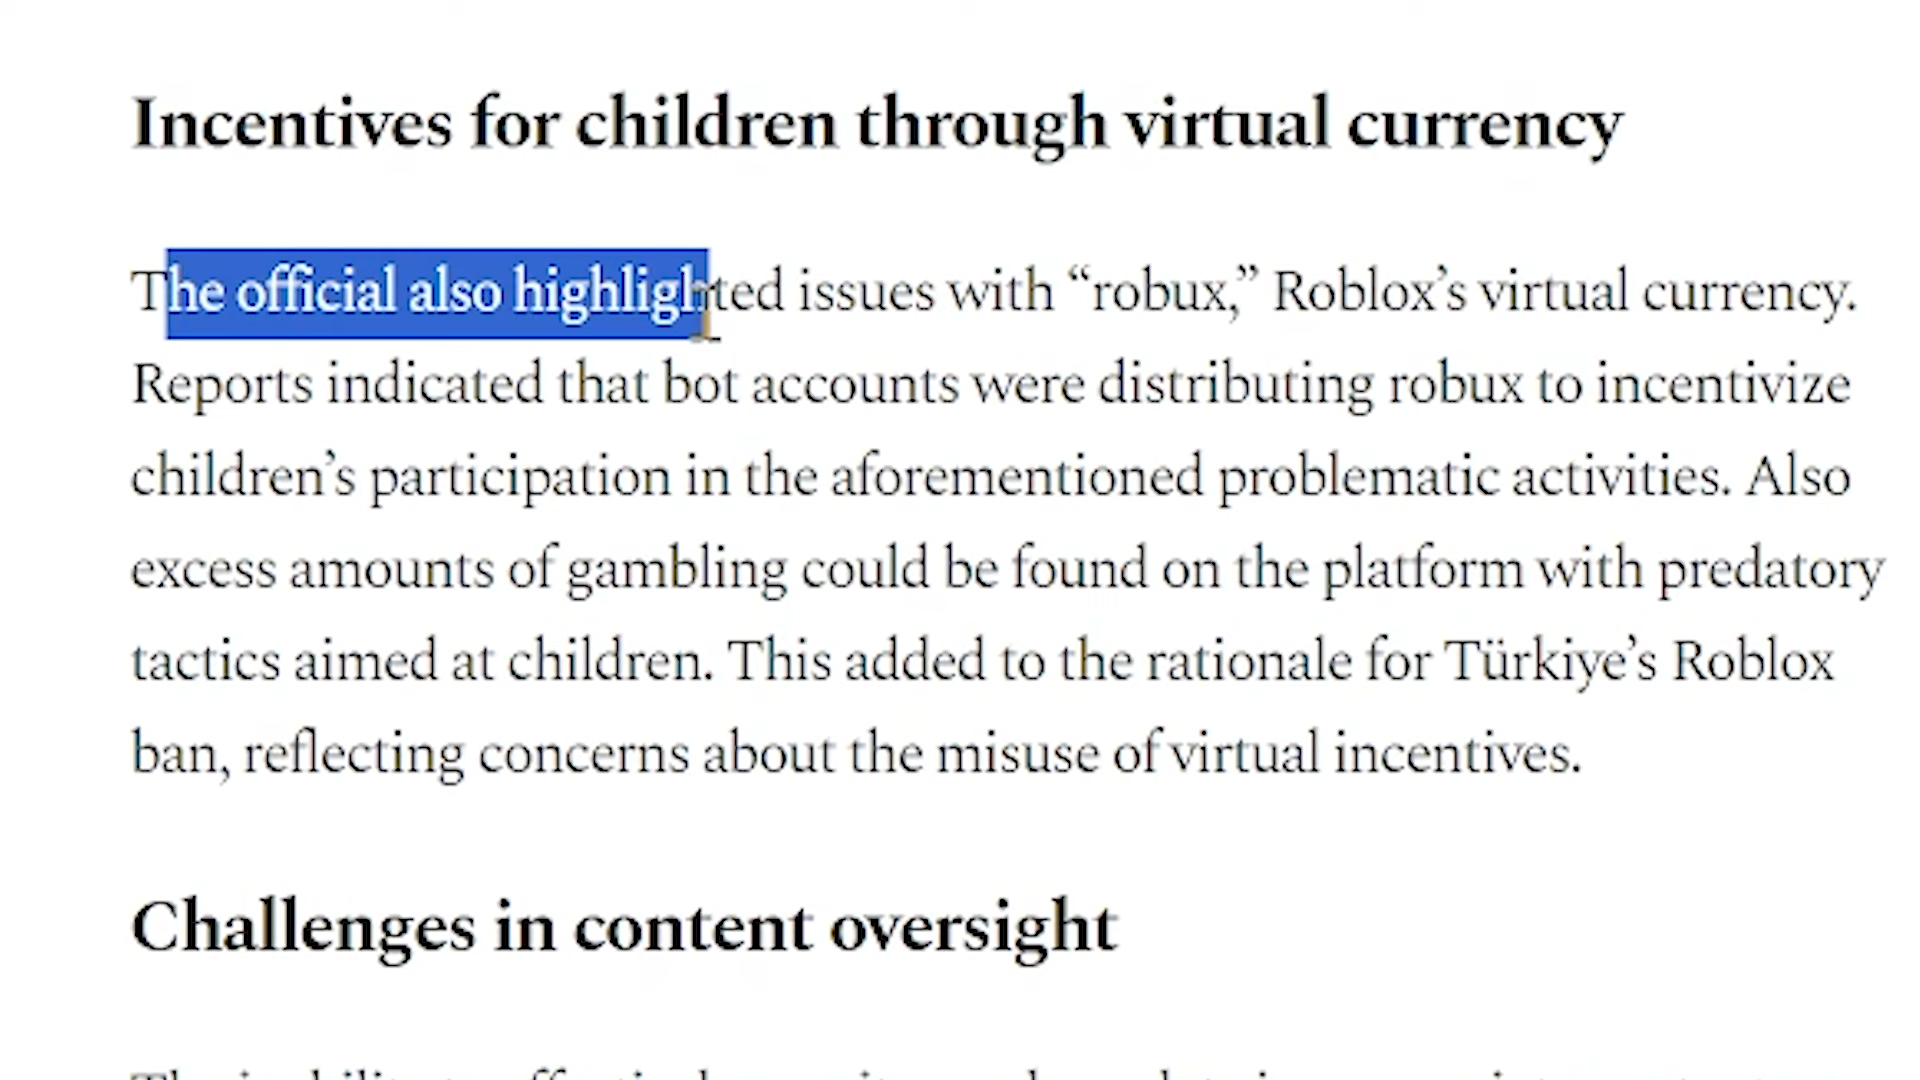 Incentives for children through virtual currency
The official also highlighted issues with “robux,” Roblox’s virtual currency.
Reports indicated that bot accounts were distributing robux to incentivize
children’s participation in the aforementioned problematic activities. Also
excess amounts of gambling could be found on the platform with predatory
tactics aimed at children. This added to the rationale for Türkiye’s Roblox
ban, reflecting concerns about the misuse of virtual incentives.
Challenges in content oversight